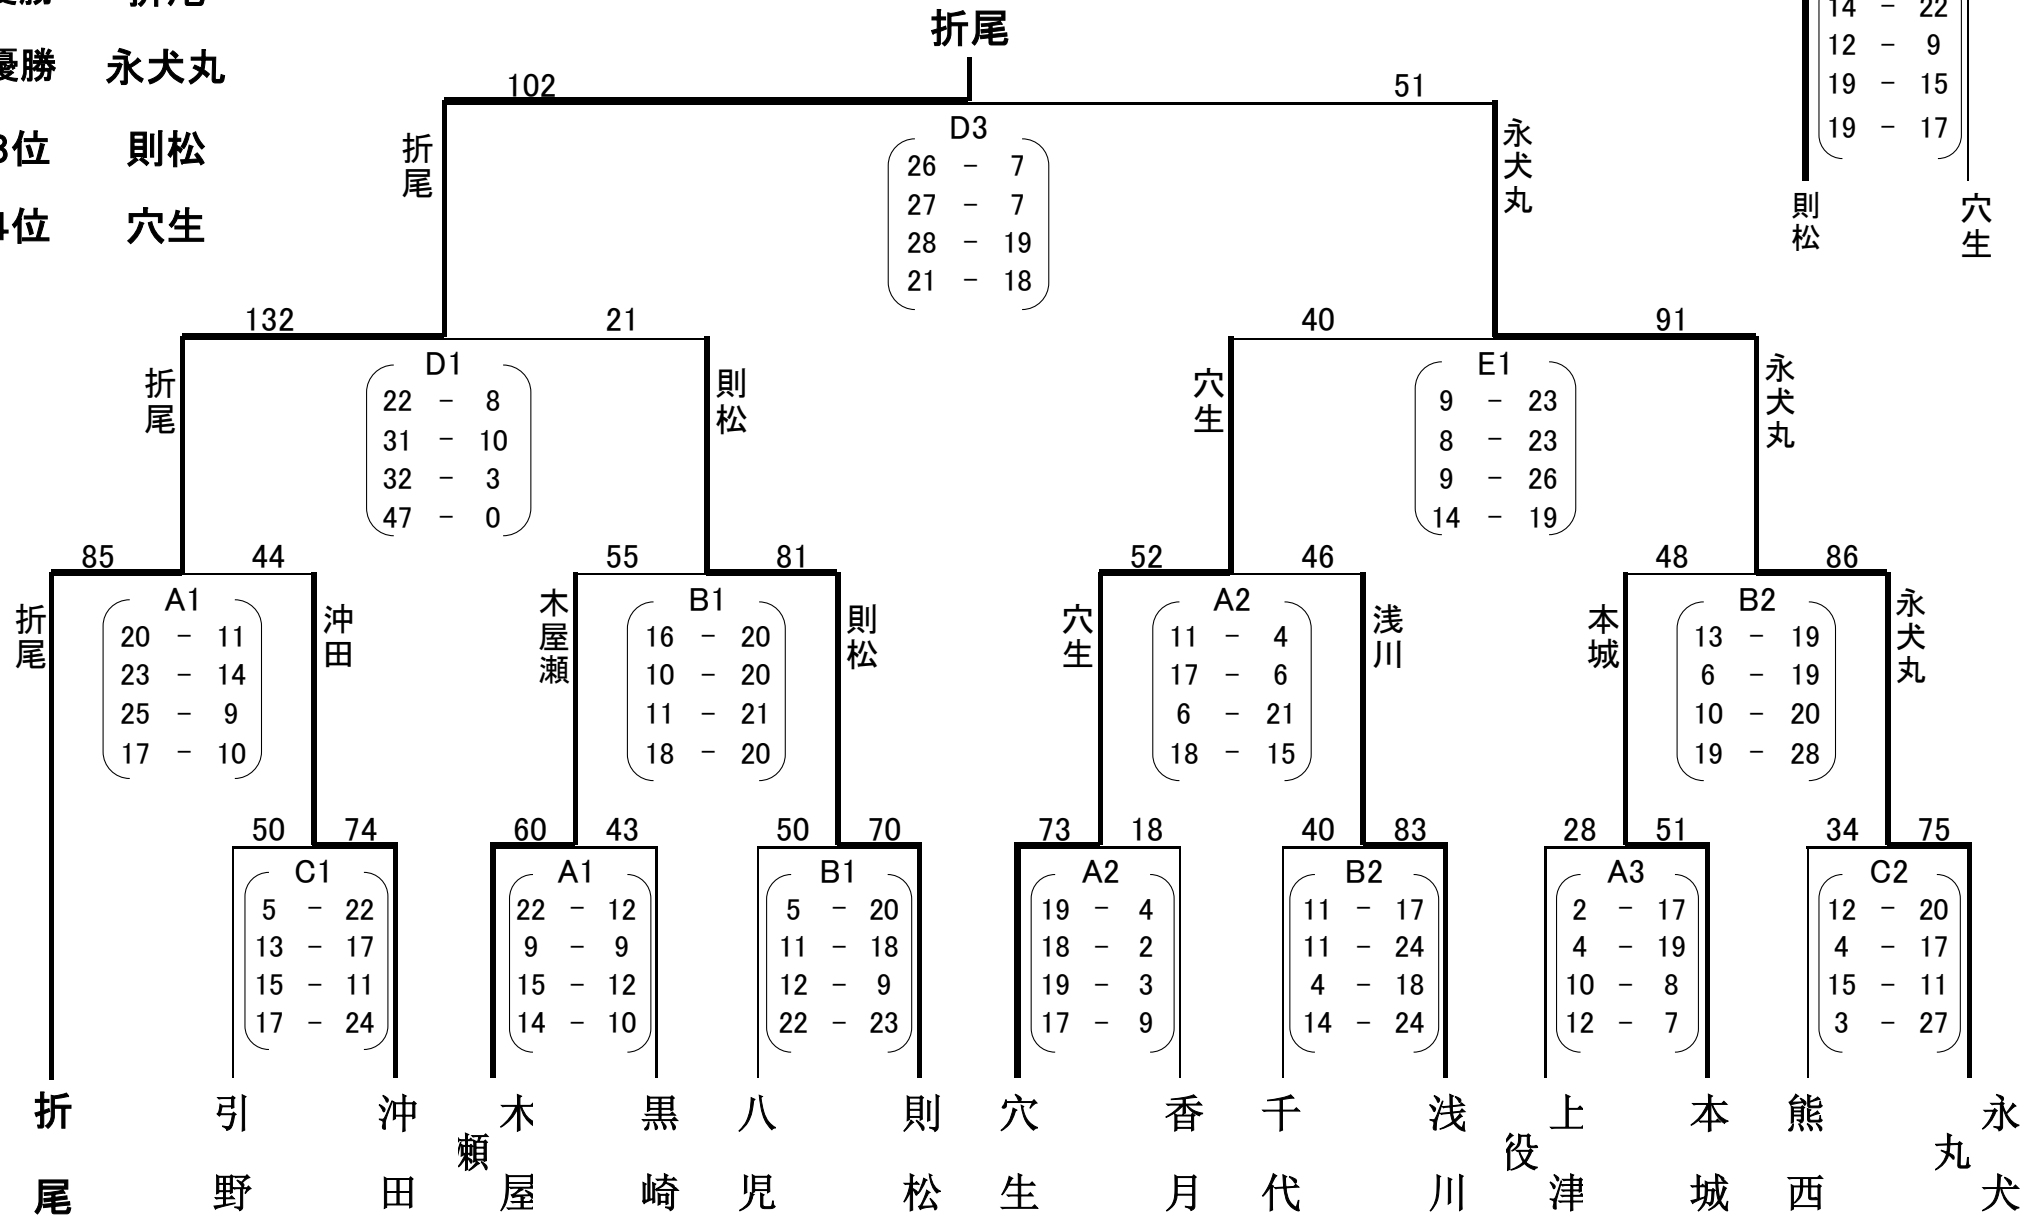 折尾
優勝 永犬丸
3位 則松
4位 穴生
折尾
14 - 22
12 - 9
19 - 15
19 - 17
則松 穴生
102 51
折尾 永犬丸
D3
26 - 7
27 - 7
28 - 19
21 - 18
132 21
折尾 則松
D1
22 - 8
31 - 10
32 - 3
47 - 0
40 91
穴生 永犬丸
E1
9 - 23
8 - 23
9 - 26
14 - 19
85 44
折尾 沖田
A1
20 - 11
23 - 14
25 - 9
17 - 10
55 81
木屋瀬 則松
B1
16 - 20
10 - 20
11 - 21
18 - 20
52 46
穴生 浅川
A2
11 - 4
17 - 6
6 - 21
18 - 15
48 86
本城 永犬丸
B2
13 - 19
6 - 19
10 - 20
19 - 28
50 74
C1
5 - 22
13 - 17
15 - 11
17 - 24
60 43
A1
22 - 12
9 - 9
15 - 12
14 - 10
50 70
B1
5 - 20
11 - 18
12 - 9
22 - 23
73 18
A2
19 - 4
18 - 2
19 - 3
17 - 9
40 83
B2
11 - 17
11 - 24
4 - 18
14 - 24
28 51
A3
2 - 17
4 - 19
10 - 8
12 - 7
34 75
C2
12 - 20
4 - 17
15 - 11
3 - 27
折尾
引野
沖田
木屋瀬
黒崎
八児
則松
穴生
香月
千代
浅川
上津役
本城
熊西
永犬丸